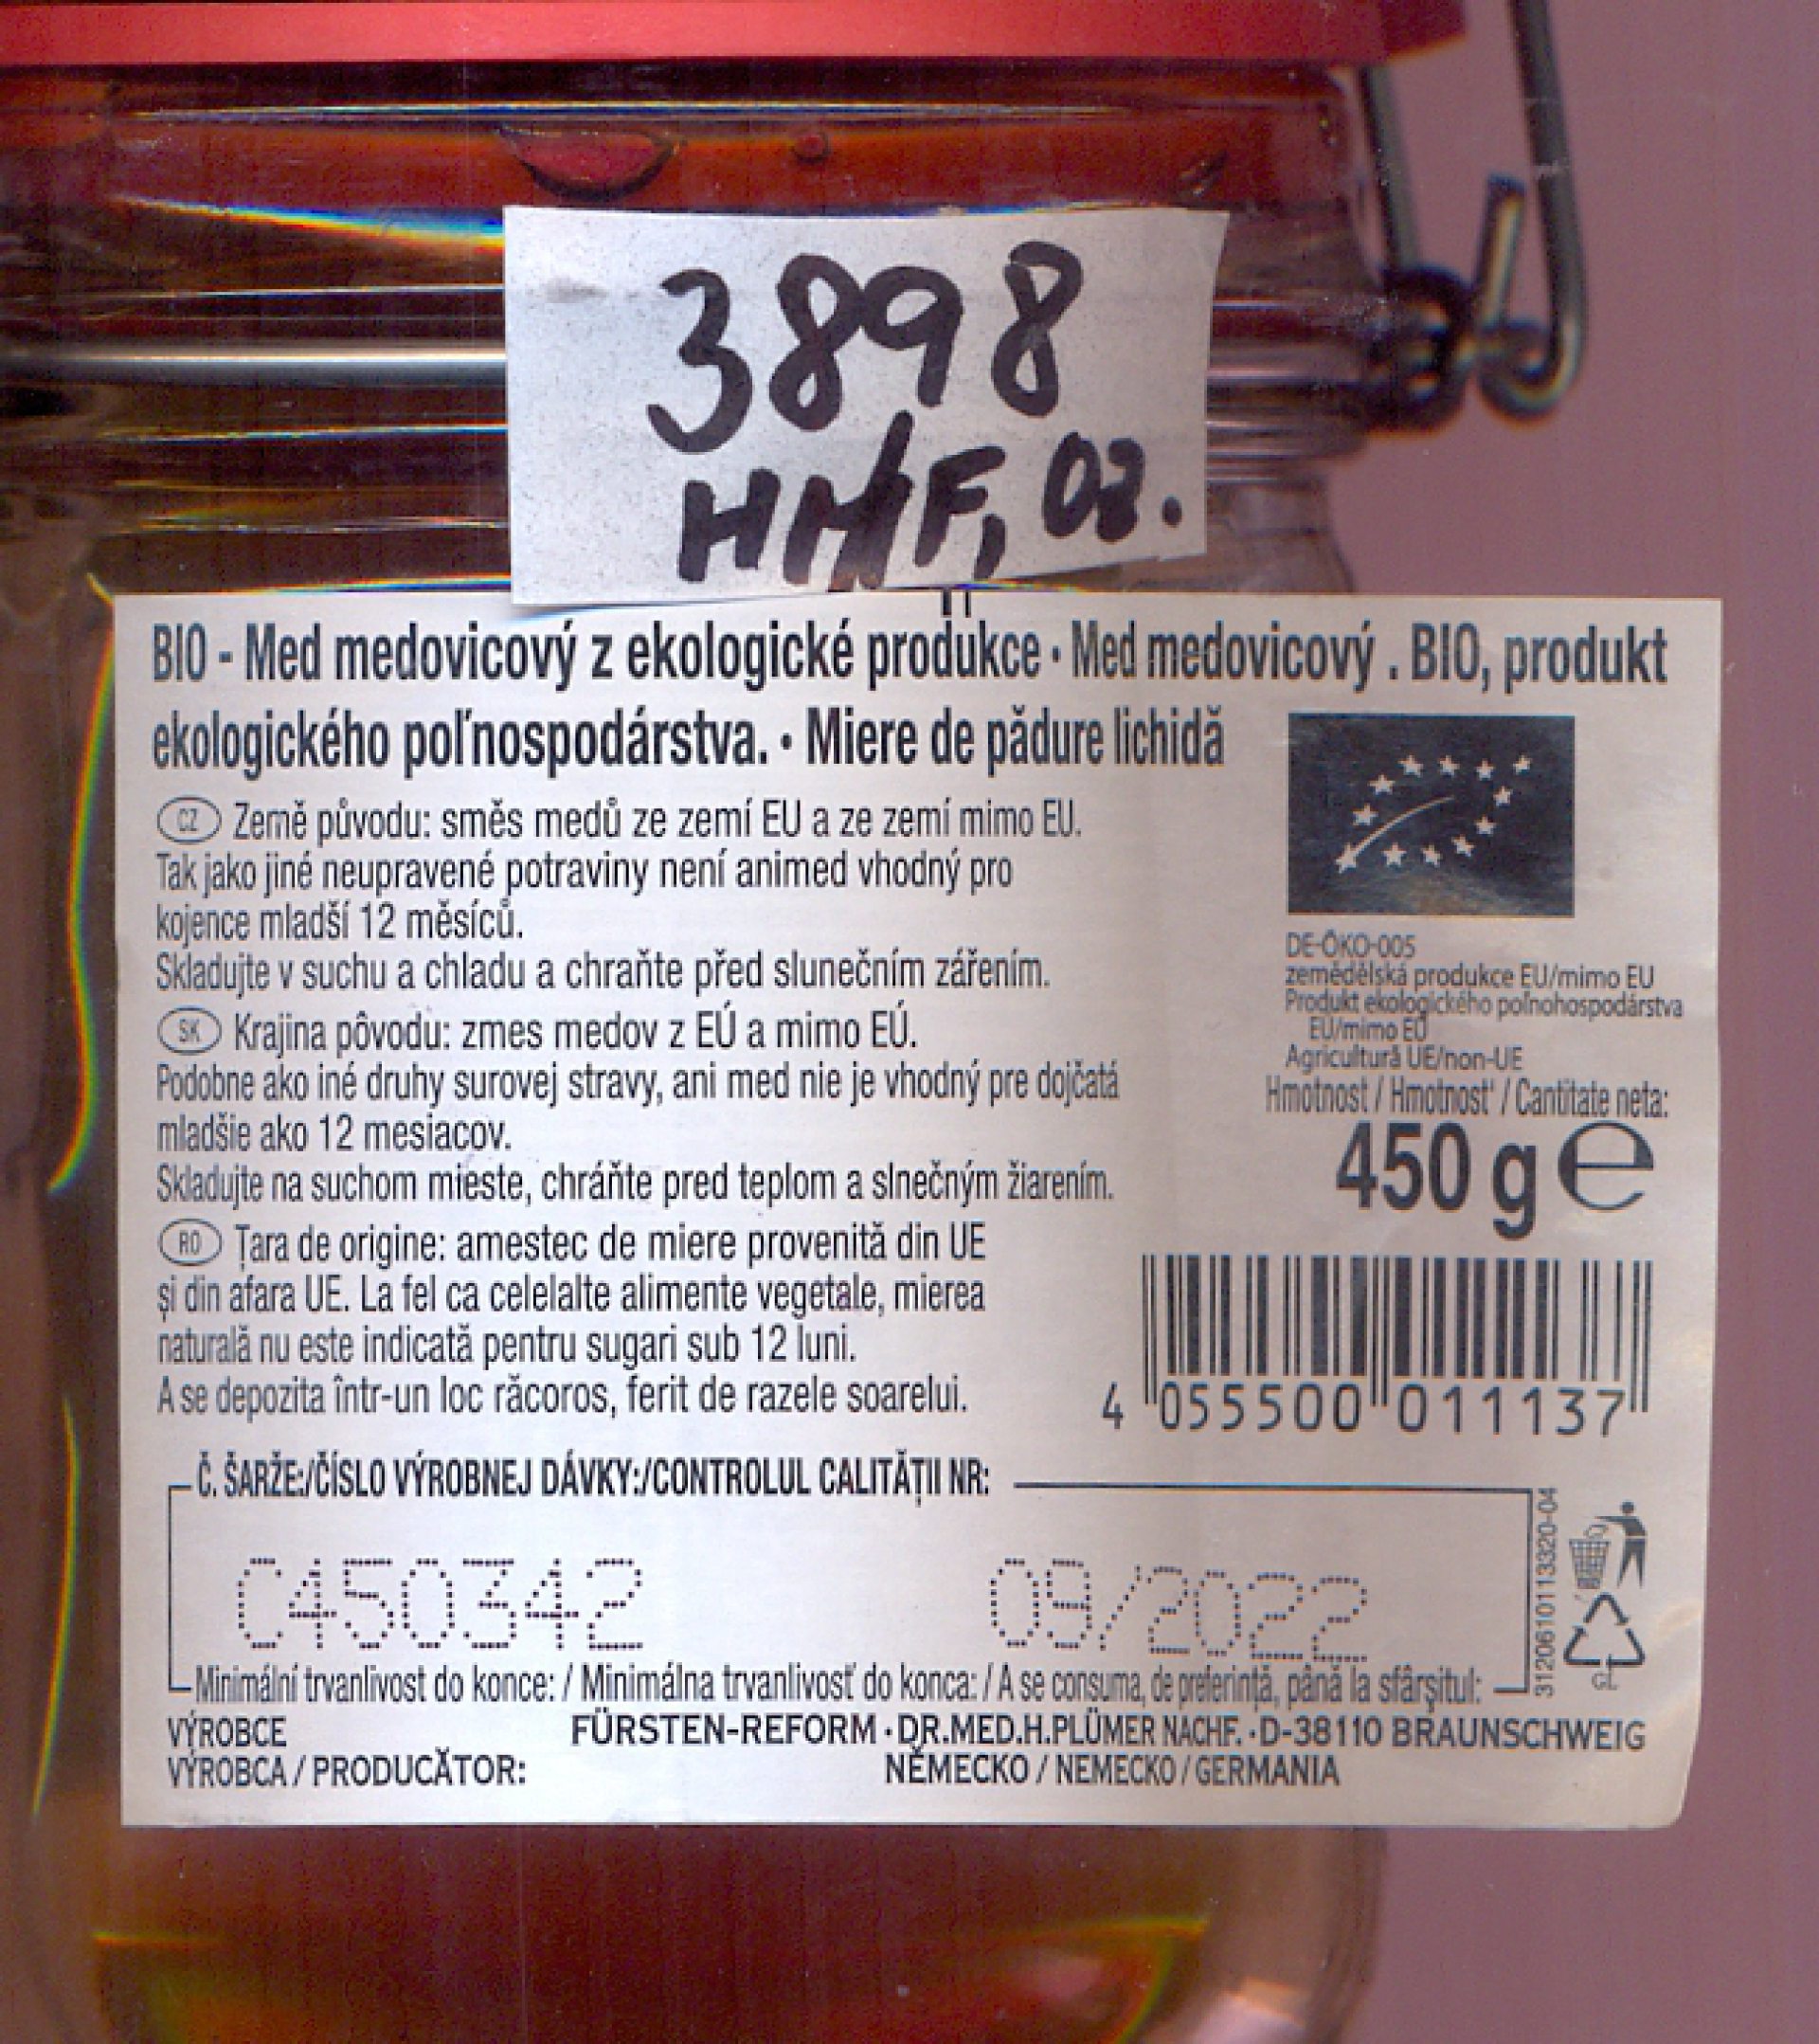 3898
HMF, 02.
BIO - Med medovicový z ekologické produkce · Med medovicový . BIO, produkt
ekologického poľnospodárstva. · Miere de pădure lichidă
CZ Země původu: směs medů ze zemí EU a ze zemí mimo EU.
Tak jako jiné neupravené potraviny není animed vhodný pro
kojence mladší 12 měsíců.
Skladujte v suchu a chladu a chraňte před slunečním zářením.
SK Krajina pôvodu: zmes medov z EÚ a mimo EÚ.
Podobne ako iné druhy surovej stravy, ani med nie je vhodný pre dojčatá
mladšie ako 12 mesiacov.
Skladujte na suchom mieste, chráňte pred teplom a slnečným žiarením.
RO Țara de origine: amestec de miere provenită din UE
și din afara UE. La fel ca celelalte alimente vegetale, mierea
naturală nu este indicată pentru sugari sub 12 luni.
A se depozita într-un loc răcoros, ferit de razele soarelui.
DE-ÖKO-005
zemědělská produkce EU/mimo EU
Produkt ekologického poľnohospodárstva
EÚ/mimo EÚ
Agricultură UE/non-UE
Hmotnost / Hmotnosť / Cantitate neta:
450 g e
4 055500 011137
Č. ŠARŽE:/ČÍSLO VÝROBNEJ DÁVKY:/CONTROLUL CALITĂȚII NR:
C450342 09/2022
Minimální trvanlivost do konce: / Minimálna trvanlivosť do konca: / A se consuma, de preferință, până la sfârșitul:
3120610113320-04
GL
VÝROBCE FÜRSTEN-REFORM · DR.MED.H.PLÜMER NACHF. · D-38110 BRAUNSCHWEIG
VÝROBCA / PRODUCĂTOR: NĚMECKO / NEMECKO / GERMANIA